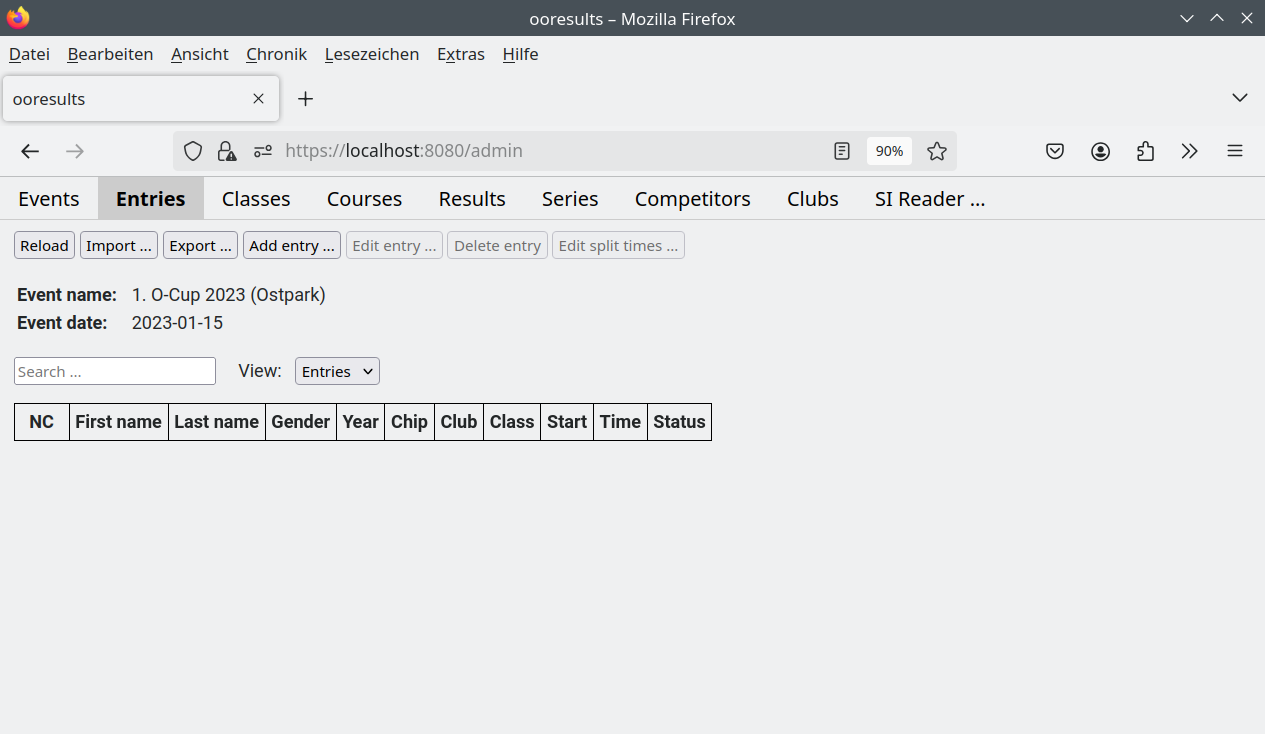 ooresults – Mozilla Firefox
Datei Bearbeiten Ansicht Chronik Lesezeichen Extras Hilfe
ooresults
https://localhost:8080/admin 90%
Events Entries Classes Courses Results Series Competitors Clubs SI Reader ...
Reload Import ... Export ... Add entry ... Edit entry ... Delete entry Edit split times ...
Event name: 1. O-Cup 2023 (Ostpark)
Event date: 2023-01-15
Search ... View: Entries
NC First name Last name Gender Year Chip Club Class Start Time Status